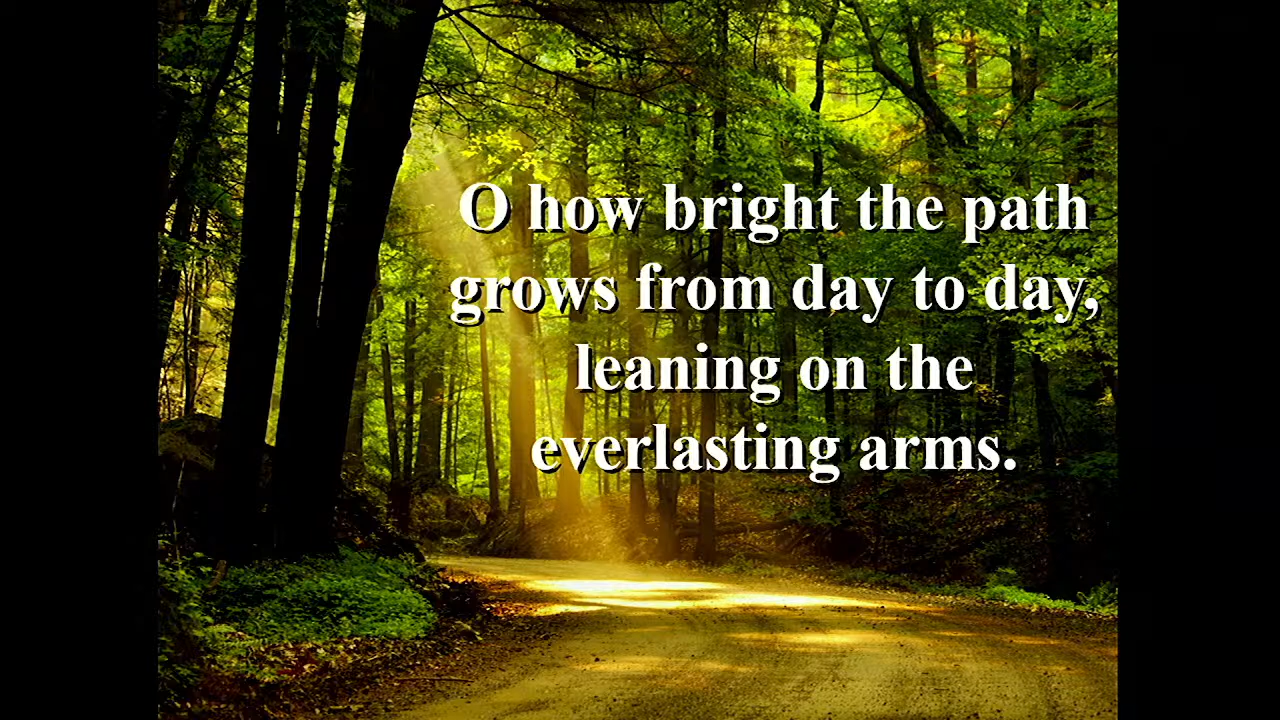 O how bright the path
grows from day to day,
leaning on the
everlasting arms.